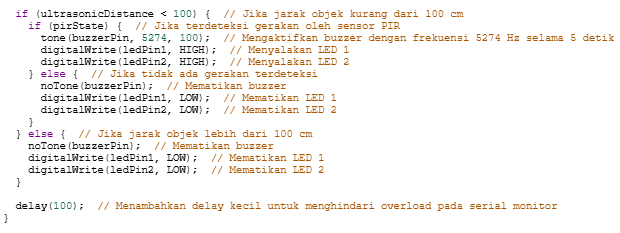 if (ultrasonicDistance < 100) {  // Jika jarak objek kurang dari 100 cm
if (pirState) {  // Jika terdeteksi gerakan oleh sensor PIR
tone(buzzerPin, 5274, 100);  // Mengaktifkan buzzer dengan frekuensi 5274 Hz selama 5 detik
digitalWrite(ledPin1, HIGH);  // Menyalakan LED 1
digitalWrite(ledPin2, HIGH);  // Menyalakan LED 2
} else {  // Jika tidak ada gerakan terdeteksi
noTone(buzzerPin);  // Mematikan buzzer
digitalWrite(ledPin1, LOW);  // Mematikan LED 1
digitalWrite(ledPin2, LOW);  // Mematikan LED 2
}
} else {  // Jika jarak objek lebih dari 100 cm
noTone(buzzerPin);  // Mematikan buzzer
digitalWrite(ledPin1, LOW);  // Mematikan LED 1
digitalWrite(ledPin2, LOW);  // Mematikan LED 2
}
delay(100);  // Menambahkan delay kecil untuk menghindari overload pada serial monitor
}